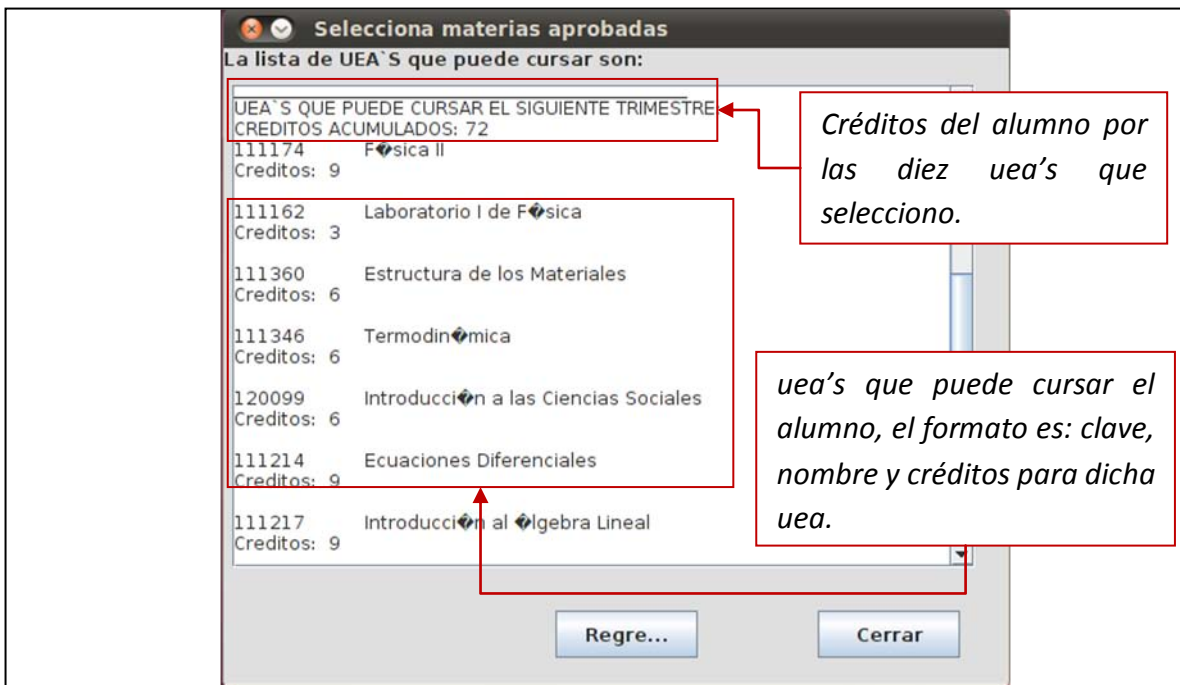 Selecciona materias aprobadas
La lista de UEA`S que puede cursar son:
UEA`S QUE PUEDE CURSAR EL SIGUIENTE TRIMESTRE
CREDITOS ACUMULADOS: 72
111174 F�sica II
Creditos: 9
111162 Laboratorio I de F�sica
Creditos: 3
111360 Estructura de los Materiales
Creditos: 6
111346 Termodin�mica
Creditos: 6
120099 Introducci�n a las Ciencias Sociales
Creditos: 6
111214 Ecuaciones Diferenciales
Creditos: 9
111217 Introducci�n al �lgebra Lineal
Creditos: 9
Créditos del alumno por
las diez uea’s que
selecciono.
uea’s que puede cursar el
alumno, el formato es: clave,
nombre y créditos para dicha
uea.
Regre...
Cerrar